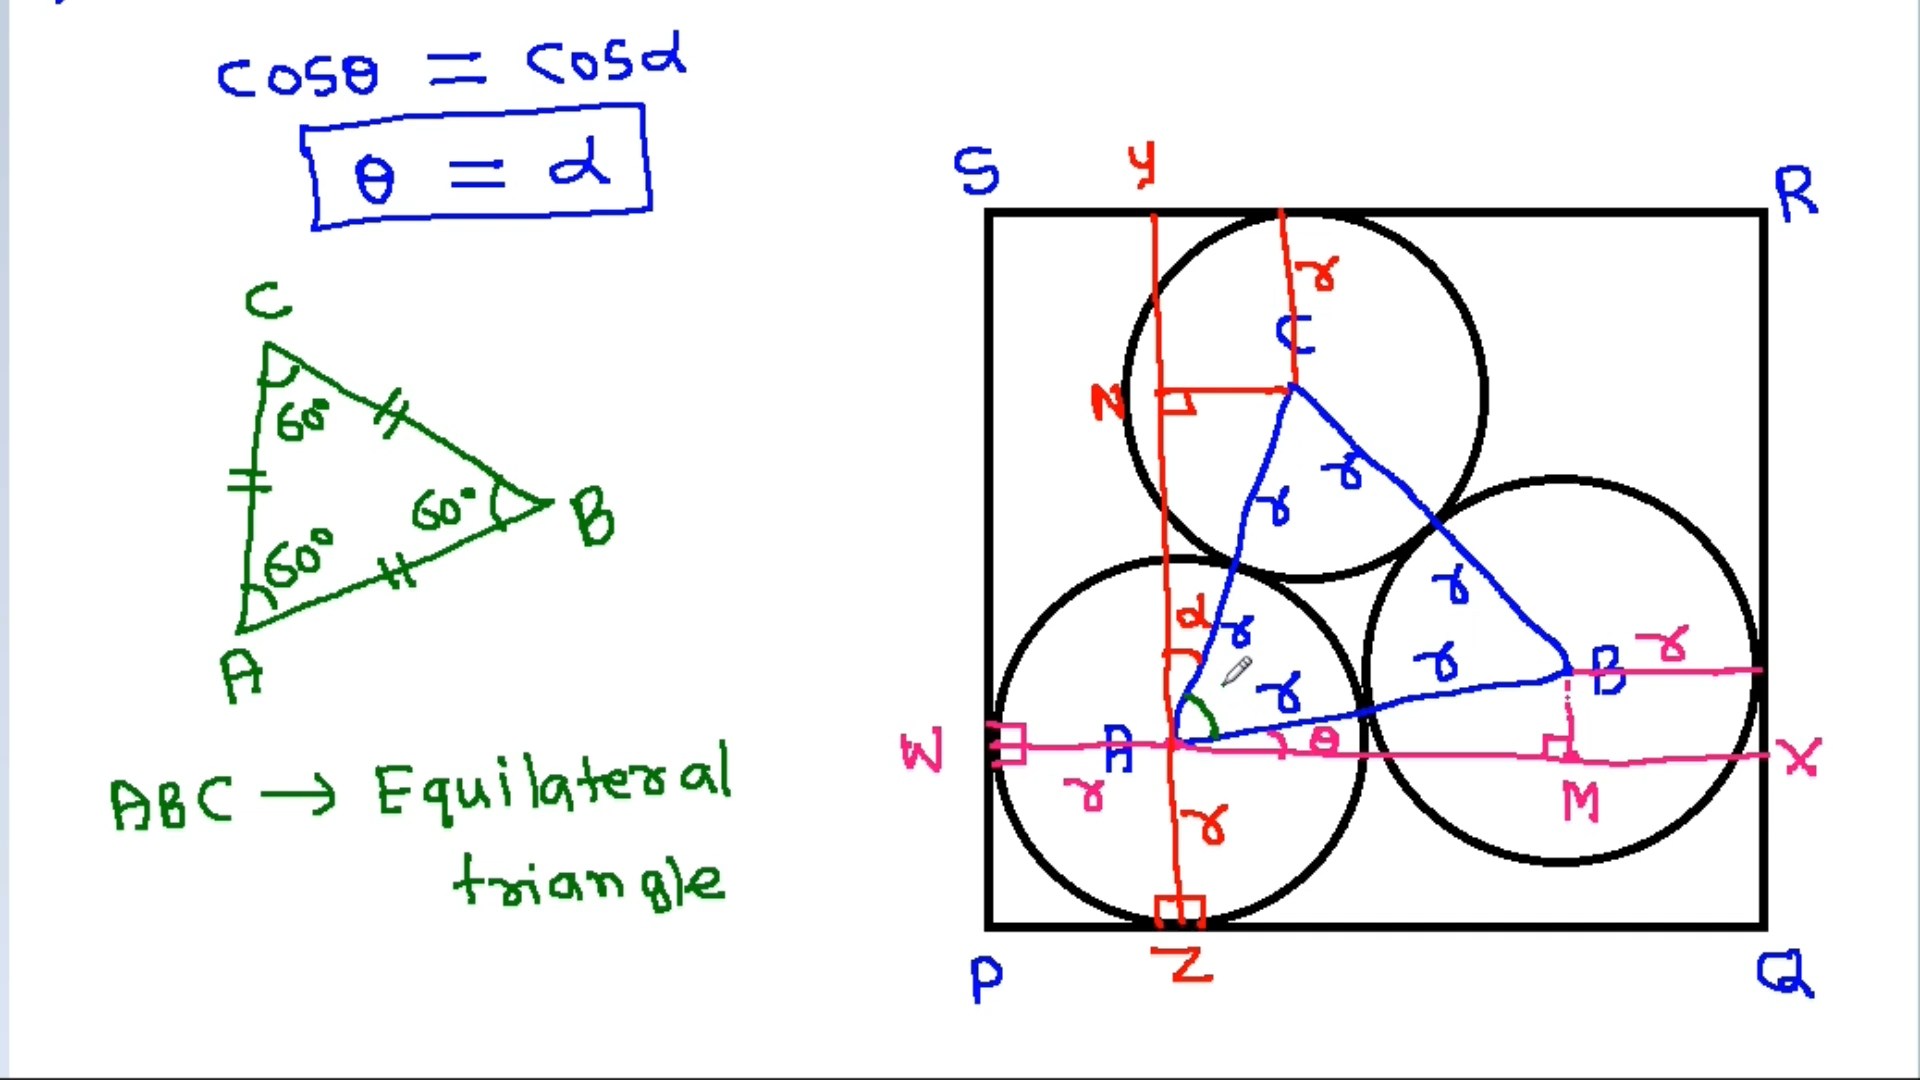 cosθ = cosα
θ = α
C
60°
60°
B
60°
A
ABC → Equilateral
triangle
S
Y
R
r
C
N
r
r
r
α
r
r
r
B
r
W
A
θ
X
r
r
M
P
Z
Q